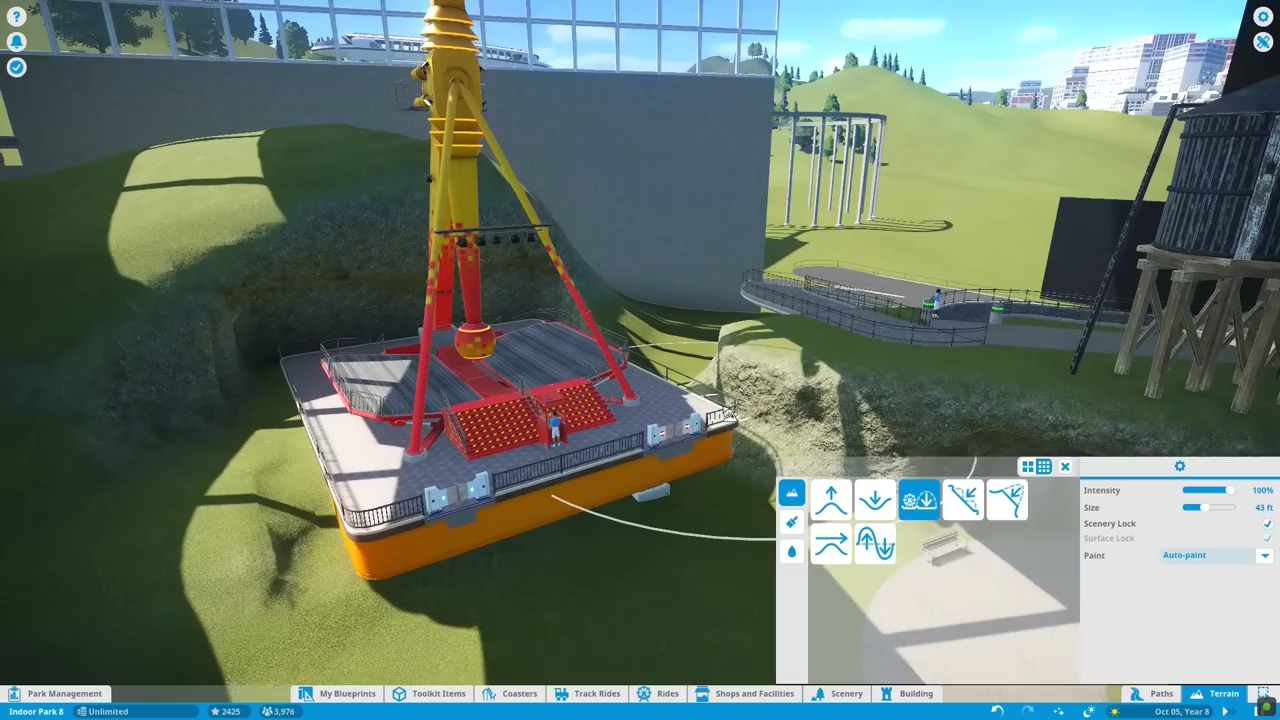 Intensity 100%
Size 43 ft
Scenery Lock
Surface Lock
Paint Auto-paint
Park Management My Blueprints Toolkit Items Coasters Track Rides Rides Shops and Facilities Scenery Building Paths Terrain
Indoor Park 8 Unlimited 2425 3,976 Oct 05, Year 8